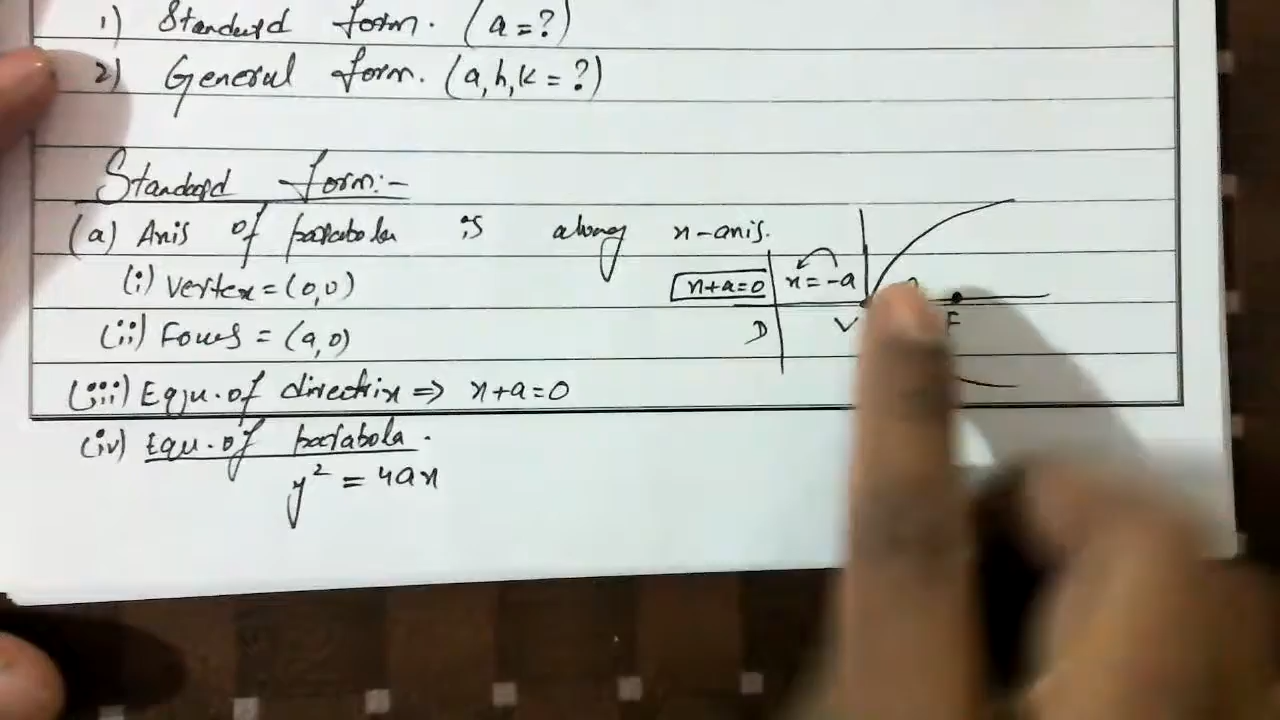 1) Standard form. (a=?)
2) General form. (a,h,k=?)
Standard form:-
(a) Axis of parabola is along x-axis.
(i) Vertex=(0,0)
x+a=0 x=-a
(ii) Focus = (a,0)
D V F
(iii) Equ.of directrix ⇒ x+a=0
(iv) Equ.of parabola.
y² = 4ax